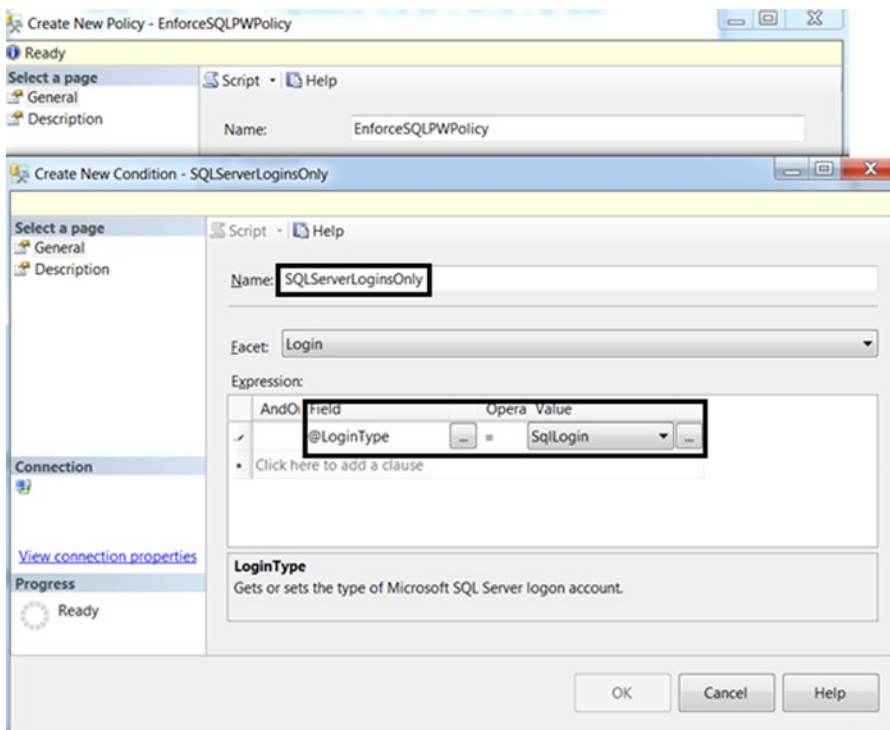 Create New Policy - EnforceSQLPWPolicy
Ready
Select a page
General
Description
Script Help
Name: EnforceSQLPWPolicy
Create New Condition - SQLServerLoginsOnly
Select a page
General
Description
Script Help
Name: SQLServerLoginsOnly
Facet: Login
Expression:
AndO Field Opera Value
@LoginType ... = SqlLogin ...
Click here to add a clause
Connection
View connection properties
LoginType
Gets or sets the type of Microsoft SQL Server logon account.
Progress
Ready
OK Cancel Help